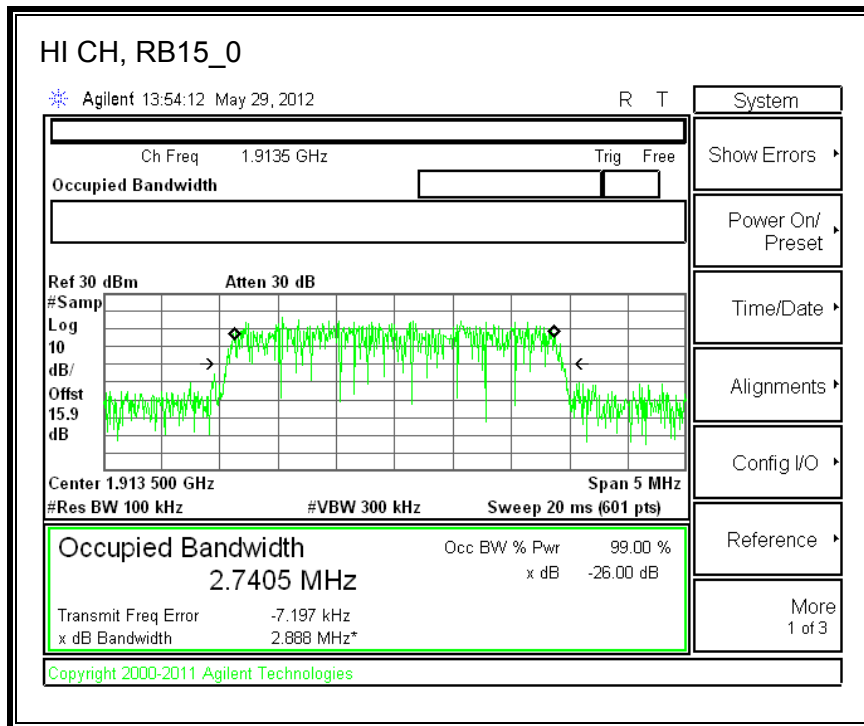 HI CH, RB15_0
Agilent 13:54:12 May 29, 2012 R T
System
Ch Freq 1.9135 GHz Trig Free
Occupied Bandwidth
Show Errors
Power On/
Preset
Time/Date
Alignments
Config I/O
Reference
More
1 of 3
Ref 30 dBm Atten 30 dB
#Samp
Log
10
dB/
Offst
15.9
dB
Center 1.913 500 GHz Span 5 MHz
#Res BW 100 kHz #VBW 300 kHz Sweep 20 ms (601 pts)
Occupied Bandwidth
2.7405 MHz
Occ BW % Pwr 99.00 %
x dB -26.00 dB
Transmit Freq Error -7.197 kHz
x dB Bandwidth 2.888 MHz*
Copyright 2000-2011 Agilent Technologies